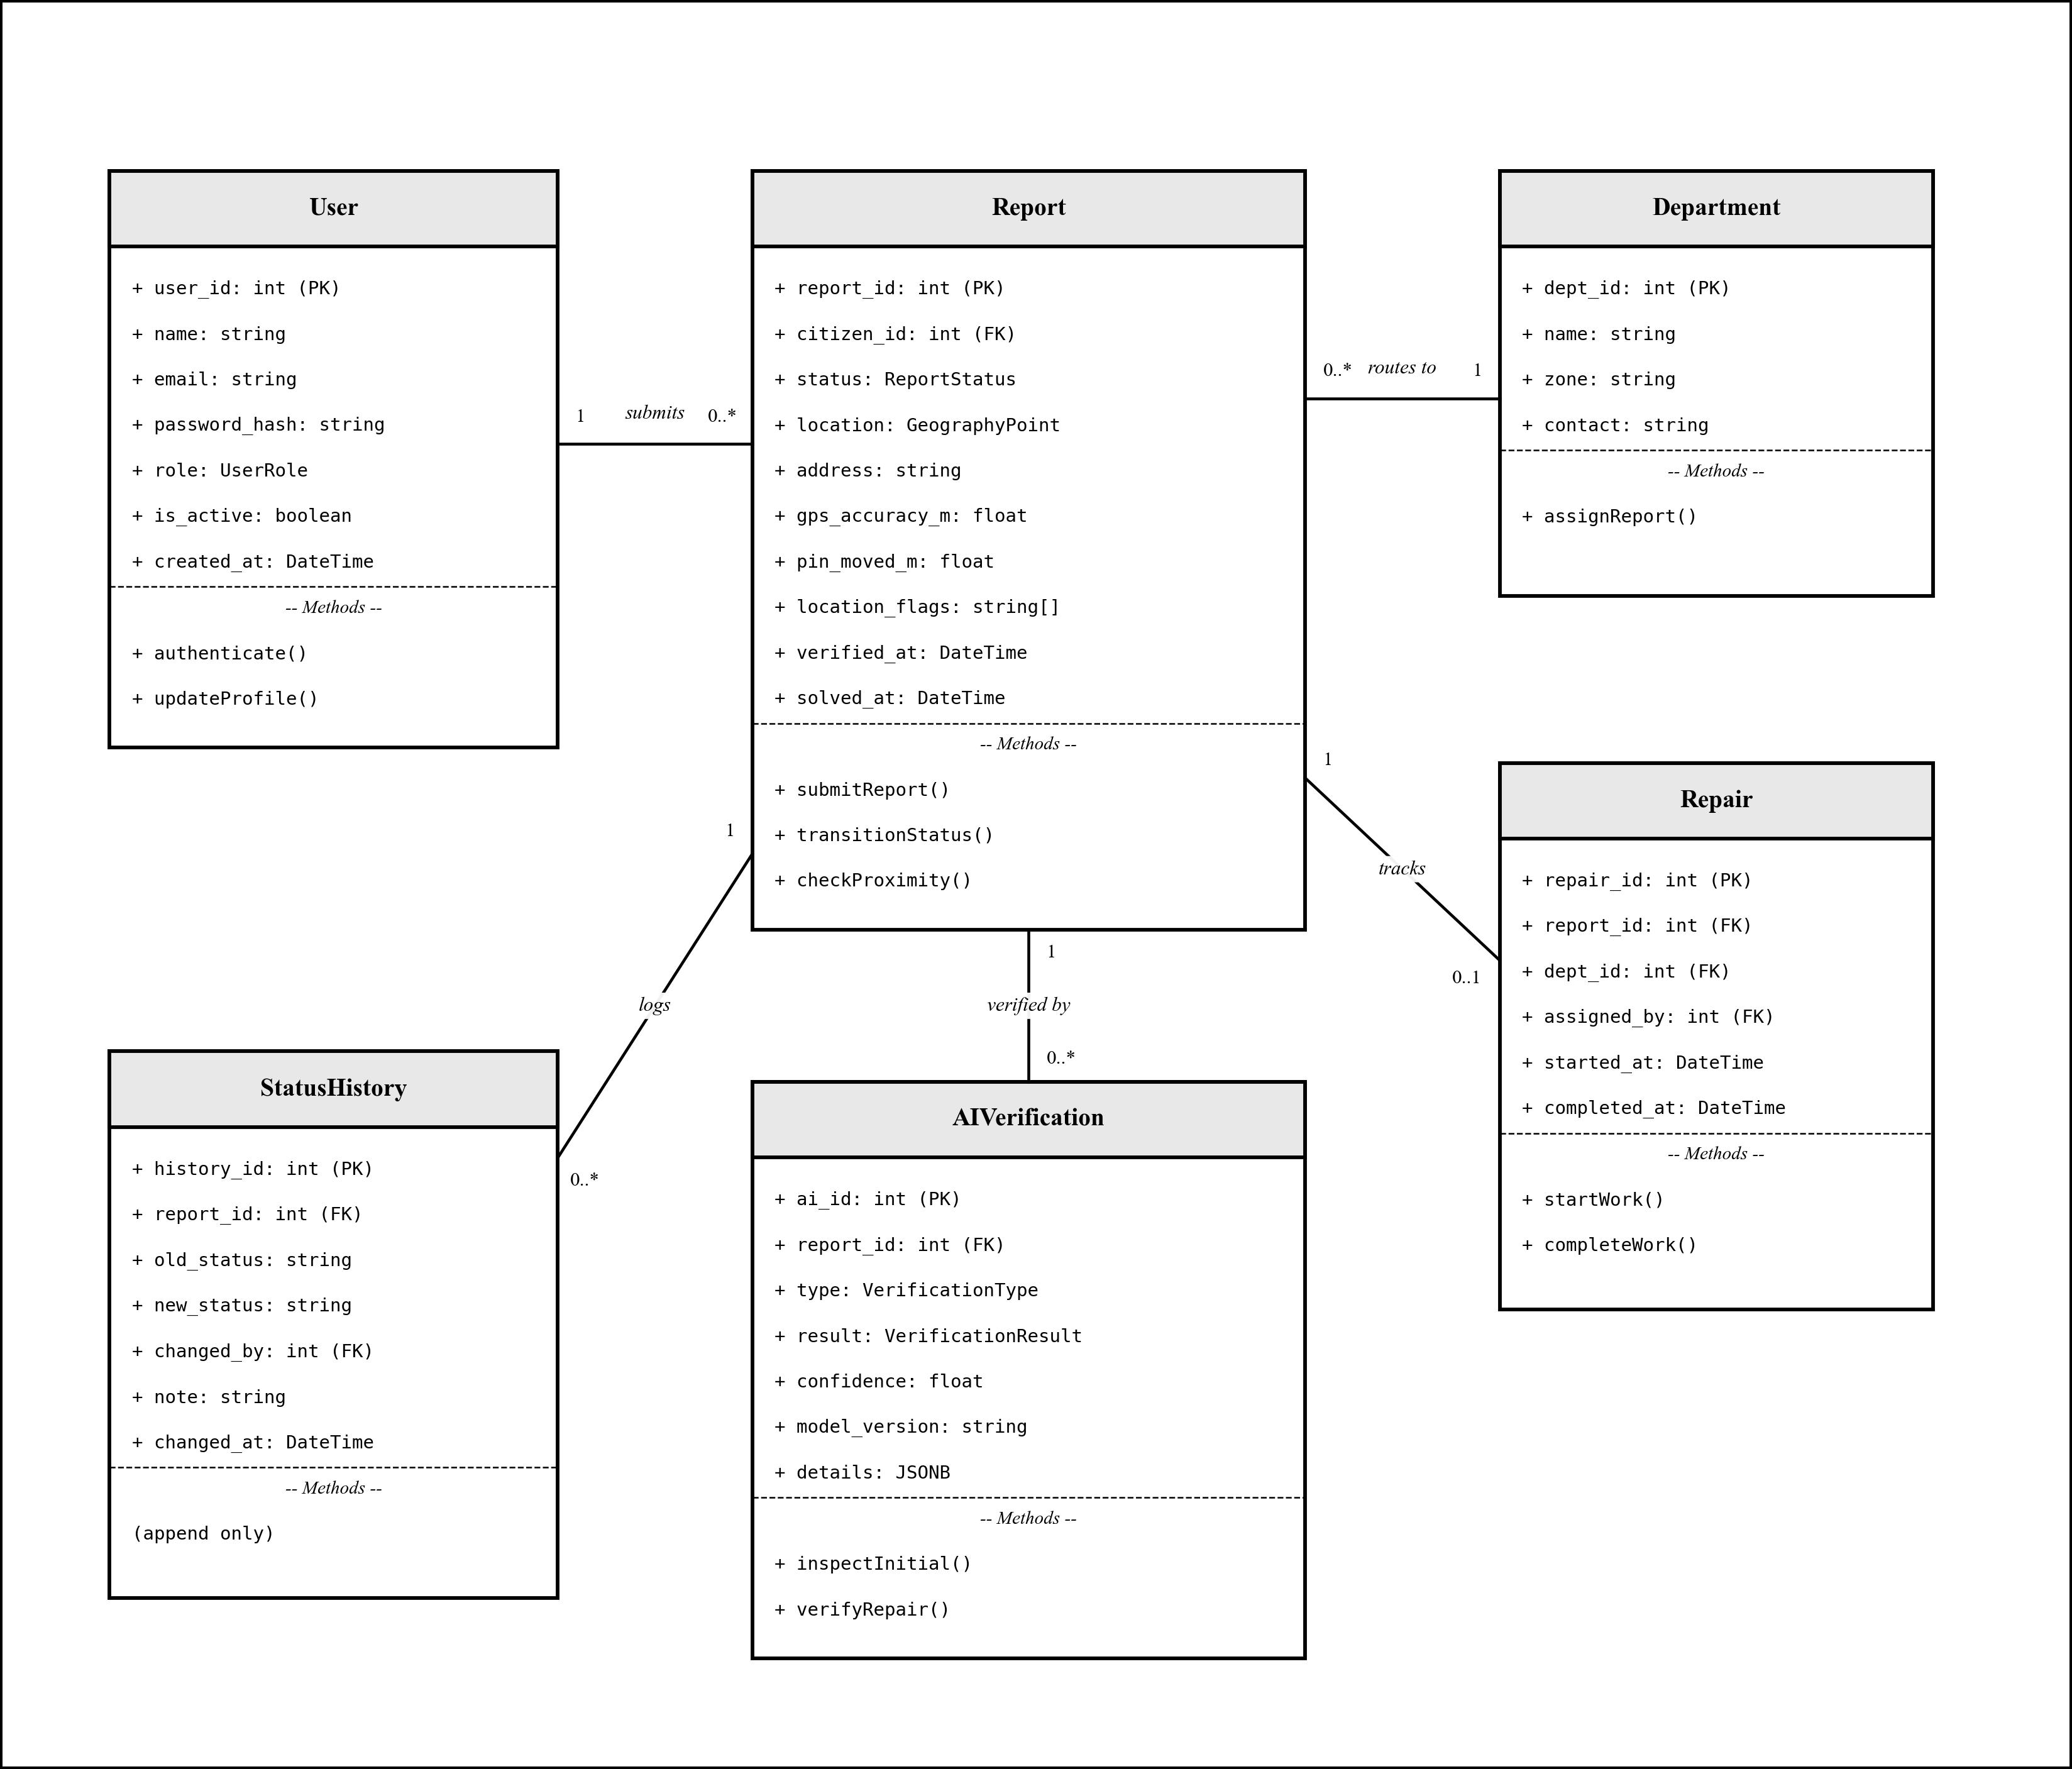 User
+ user_id: int (PK)
+ name: string
+ email: string
+ password_hash: string
+ role: UserRole
+ is_active: boolean
+ created_at: DateTime
-- Methods --
+ authenticate()
+ updateProfile()
1 submits 0..*
Report
+ report_id: int (PK)
+ citizen_id: int (FK)
+ status: ReportStatus
+ location: GeographyPoint
+ address: string
+ gps_accuracy_m: float
+ pin_moved_m: float
+ location_flags: string[]
+ verified_at: DateTime
+ solved_at: DateTime
-- Methods --
+ submitReport()
+ transitionStatus()
+ checkProximity()
0..* routes to 1
Department
+ dept_id: int (PK)
+ name: string
+ zone: string
+ contact: string
-- Methods --
+ assignReport()
1
tracks
0..1
Repair
+ repair_id: int (PK)
+ report_id: int (FK)
+ dept_id: int (FK)
+ assigned_by: int (FK)
+ started_at: DateTime
+ completed_at: DateTime
-- Methods --
+ startWork()
+ completeWork()
1
logs
0..*
StatusHistory
+ history_id: int (PK)
+ report_id: int (FK)
+ old_status: string
+ new_status: string
+ changed_by: int (FK)
+ note: string
+ changed_at: DateTime
-- Methods --
(append only)
1
verified by
0..*
AIVerification
+ ai_id: int (PK)
+ report_id: int (FK)
+ type: VerificationType
+ result: VerificationResult
+ confidence: float
+ model_version: string
+ details: JSONB
-- Methods --
+ inspectInitial()
+ verifyRepair()